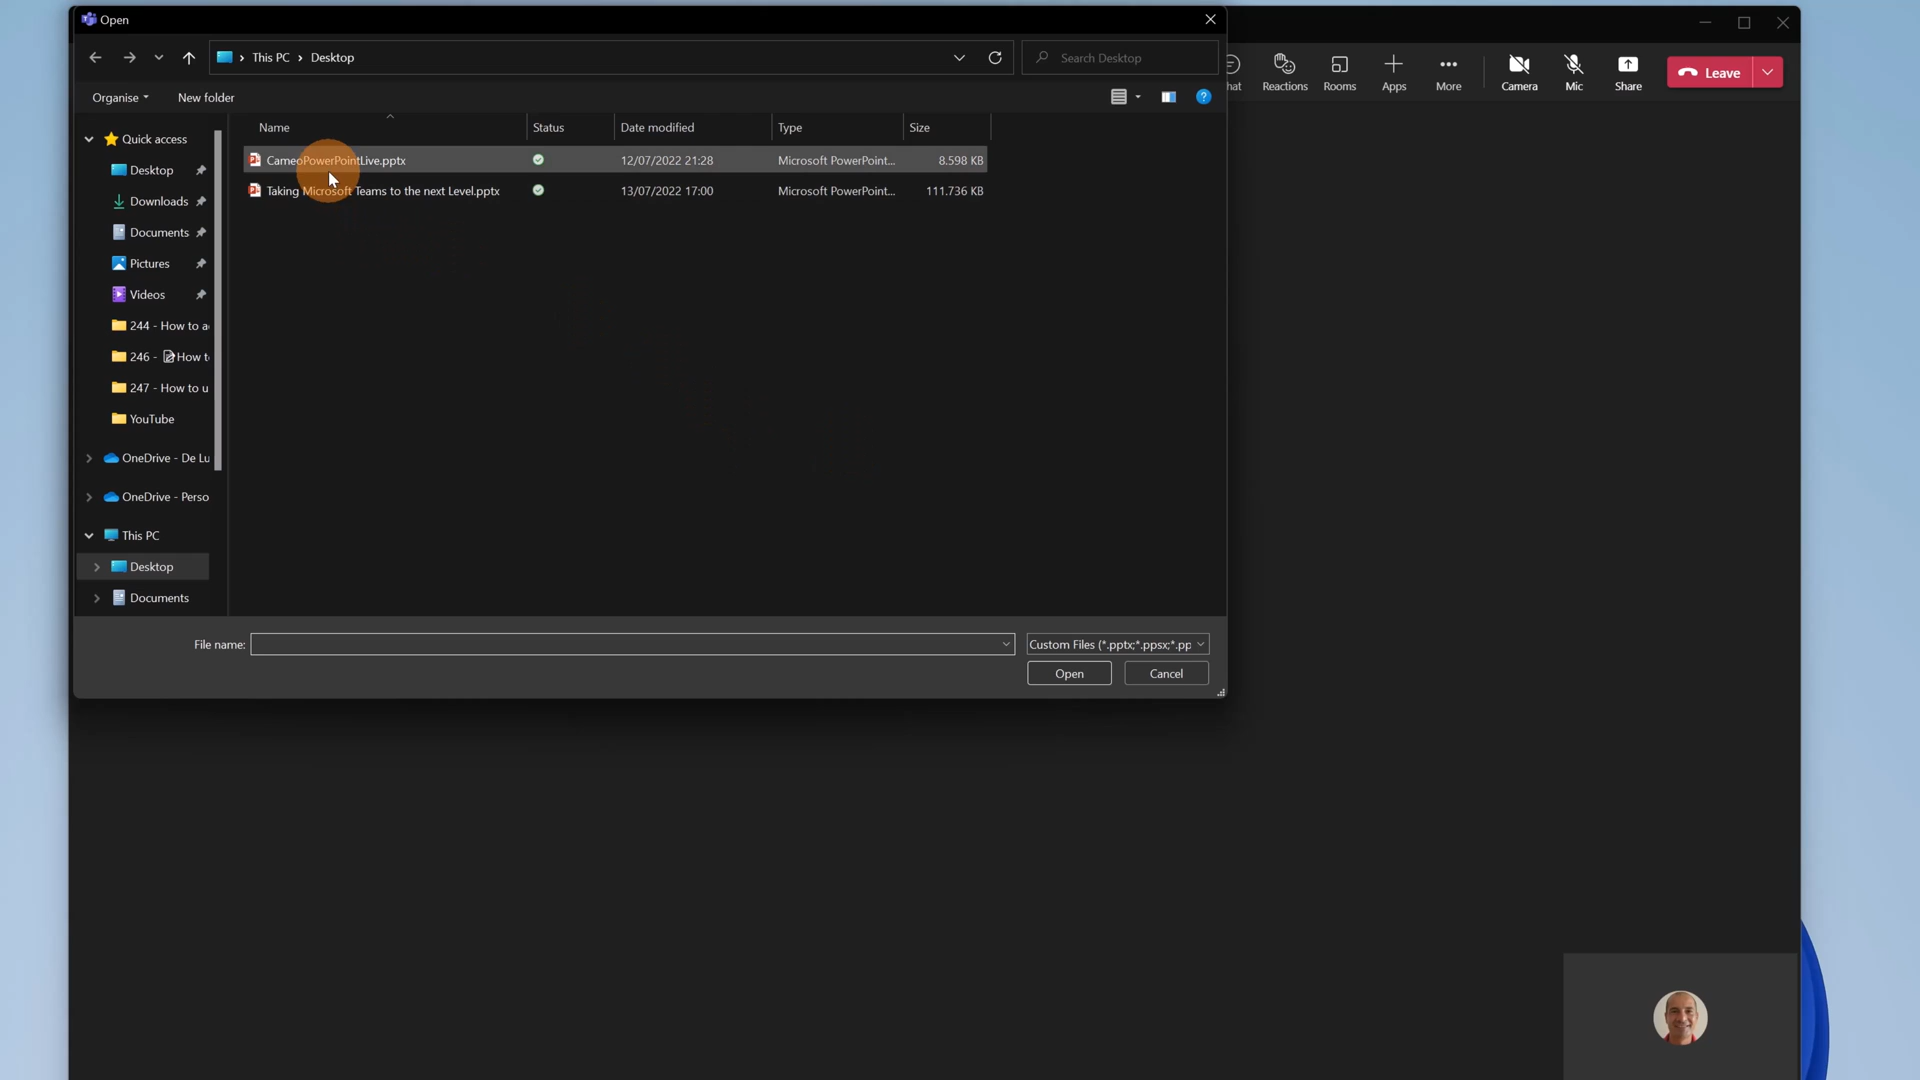 Open
This PC > Desktop
Search Desktop
hat
Reactions
Rooms
Apps
More
Camera
Mic
Share
Leave
Organise
New folder
Name
Status
Date modified
Type
Size
Quick access
CameoPowerPointLive.pptx
12/07/2022 21:28
Microsoft PowerPoint...
8.598 KB
Desktop
Taking Microsoft Teams to the next Level.pptx
13/07/2022 17:00
Microsoft PowerPoint...
111.736 KB
Downloads
Documents
Pictures
Videos
244 - How to a
246 - How t
247 - How to u
YouTube
OneDrive - De Lu
OneDrive - Perso
This PC
Desktop
Documents
File name:
Custom Files (*.pptx;*.ppsx;*.pp
Open
Cancel